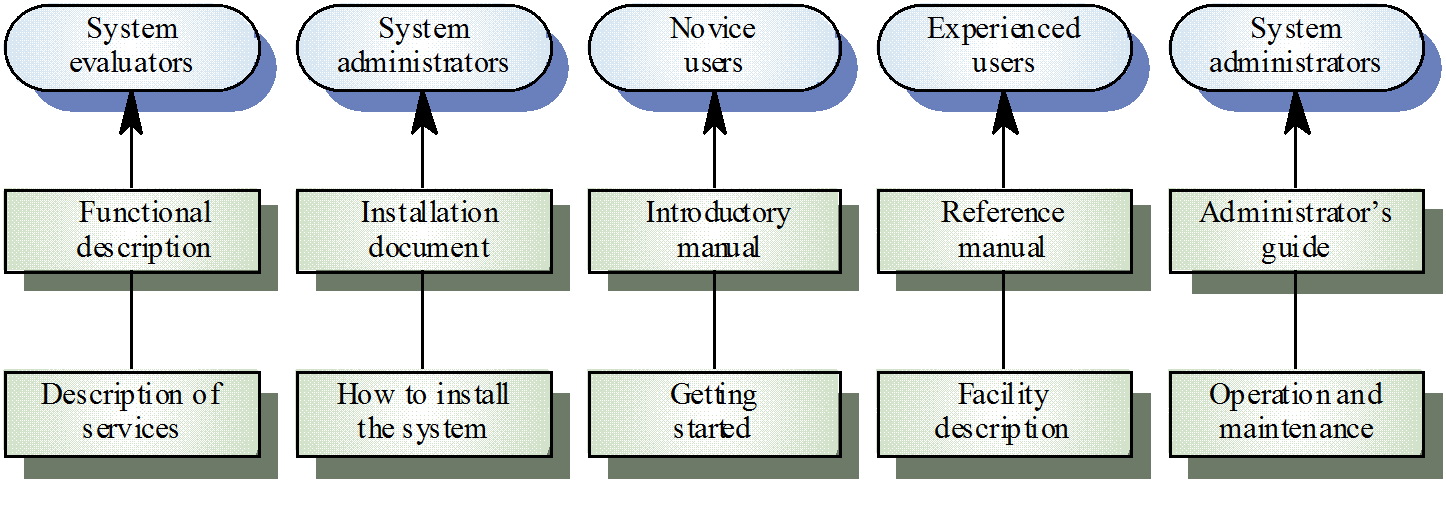 System
evaluators
System
administrators
Novice
users
Experienced
users
System
administrators
Functional
description
Installation
document
Introductory
manual
Reference
manual
Administrator’s
guide
Description of
services
How to install
the system
Getting
started
Facility
description
Operation and
maintenance